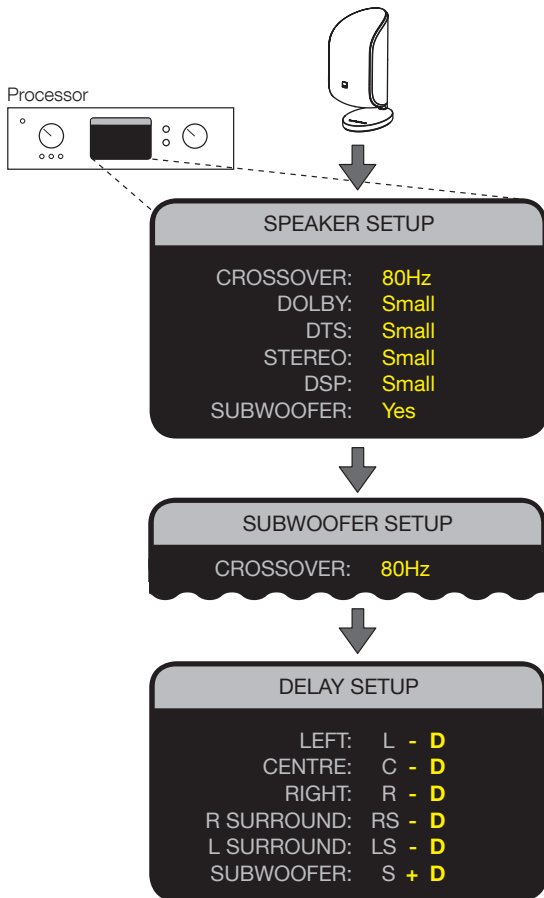 Processor
SPEAKER SETUP
CROSSOVER: 80Hz
DOLBY: Small
DTS: Small
STEREO: Small
DSP: Small
SUBWOOFER: Yes
SUBWOOFER SETUP
CROSSOVER: 80Hz
DELAY SETUP
LEFT: L - D
CENTRE: C - D
RIGHT: R - D
R SURROUND: RS - D
L SURROUND: LS - D
SUBWOOFER: S + D